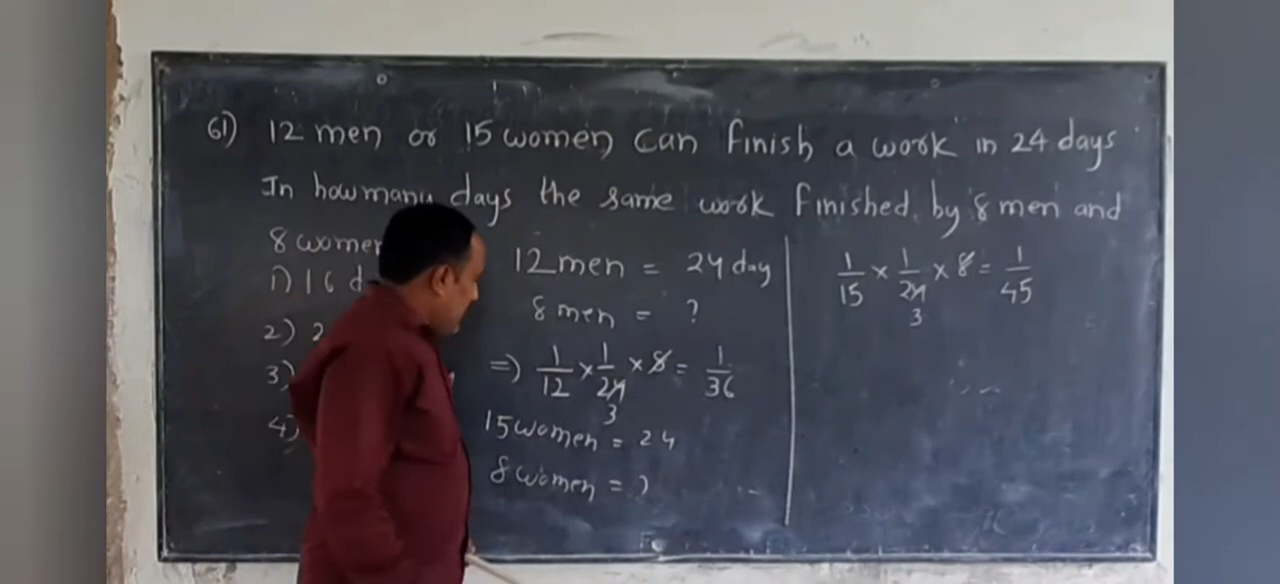 61) 12 men or 15 women can finish a work in 24 days
In how many days the same work finished by 8 men and
8 women
1) 16 d
2) 2
3)
4)
12 men = 24 day
8 men = ?
=) 1/12 × 1/24 × 8 = 1/36
3
15 women = 24
8 women = ?
1/15 × 1/24 × 8 = 1/45
3